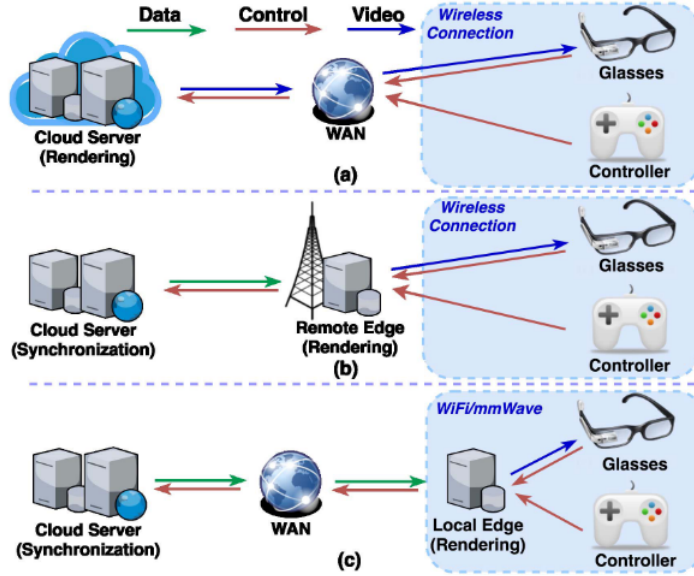 Data Control Video
Wireless
Connection
Glasses
Cloud Server
(Rendering)
WAN
Controller
(a)
Wireless
Connection
Glasses
Cloud Server
(Synchronization)
Remote Edge
(Rendering)
Controller
(b)
WiFi/mmWave
Glasses
Cloud Server
(Synchronization)
WAN
Local Edge
(Rendering)
Controller
(c)